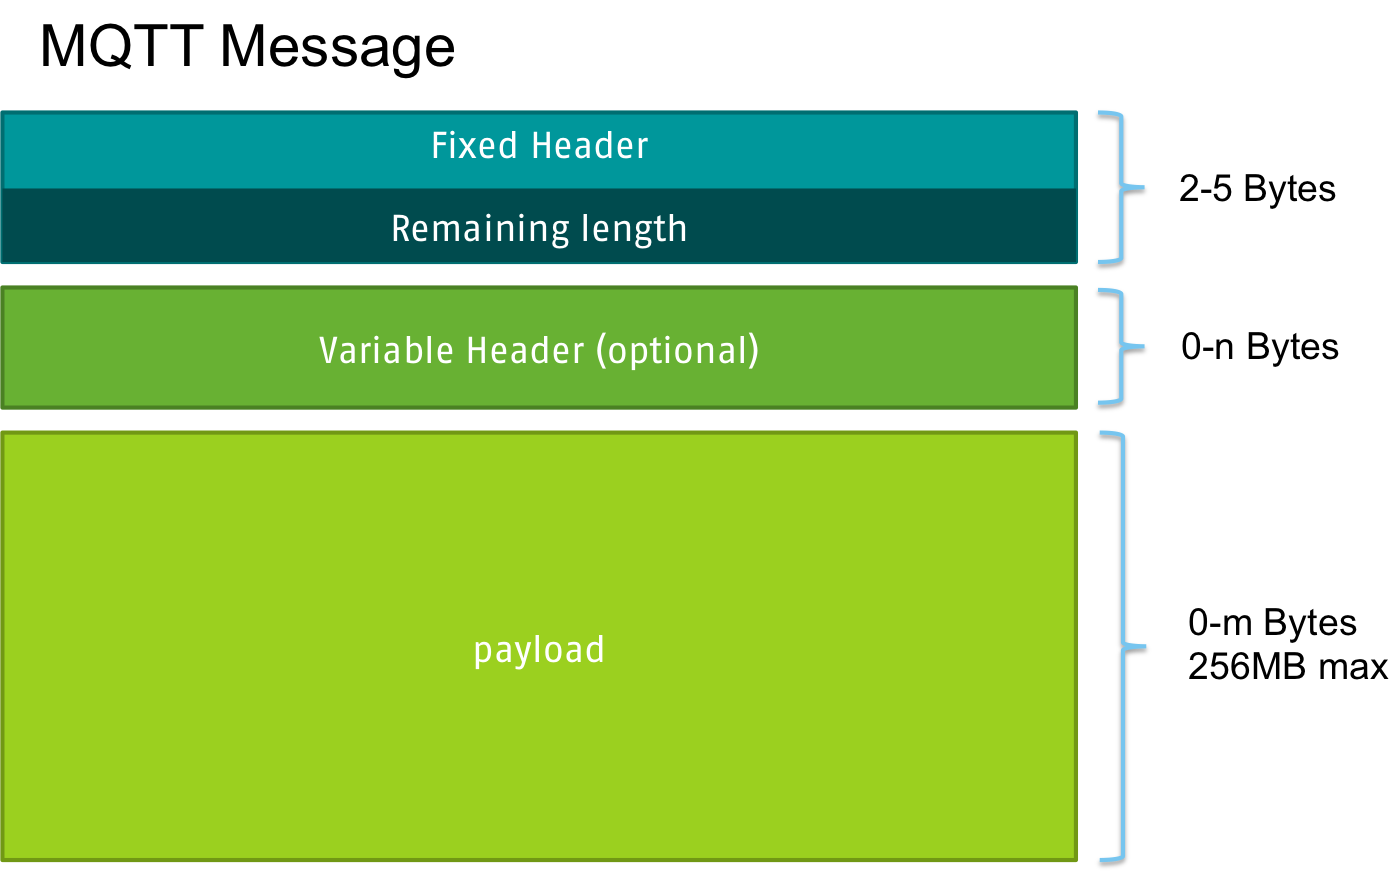 MQTT Message
Fixed Header
Remaining length
2-5 Bytes
Variable Header (optional)
0-n Bytes
payload
0-m Bytes
256MB max